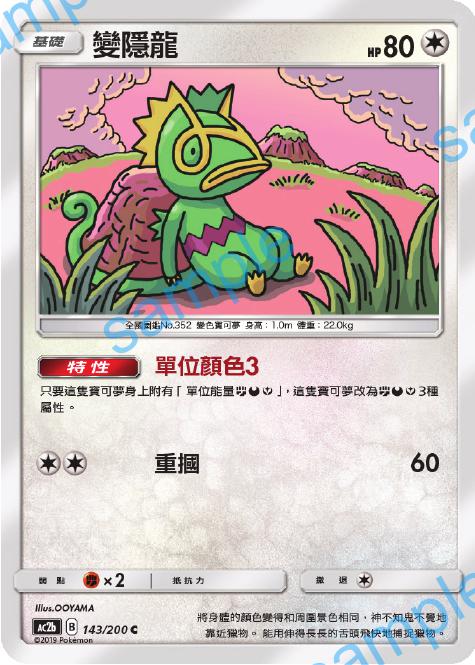 基礎 變隱龍 HP 80
全國圖鑑No.352 變色寶可夢 身高：1.0m 體重：22.0kg
特性 單位顏色3
只要這隻寶可夢身上附有「單位能量 」，這隻寶可夢改為 3種
屬性。
重摑 60
弱點 ×2 抵抗力 撤退
Illus.OOYAMA
AC2b B 143/200 C
©2019 Pokémon
將身體的顏色變得和周圍景色相同，神不知鬼不覺地
靠近獵物。能用伸得長長的舌頭飛快地捕捉獵物。
sample
sample
sample
sample
sample